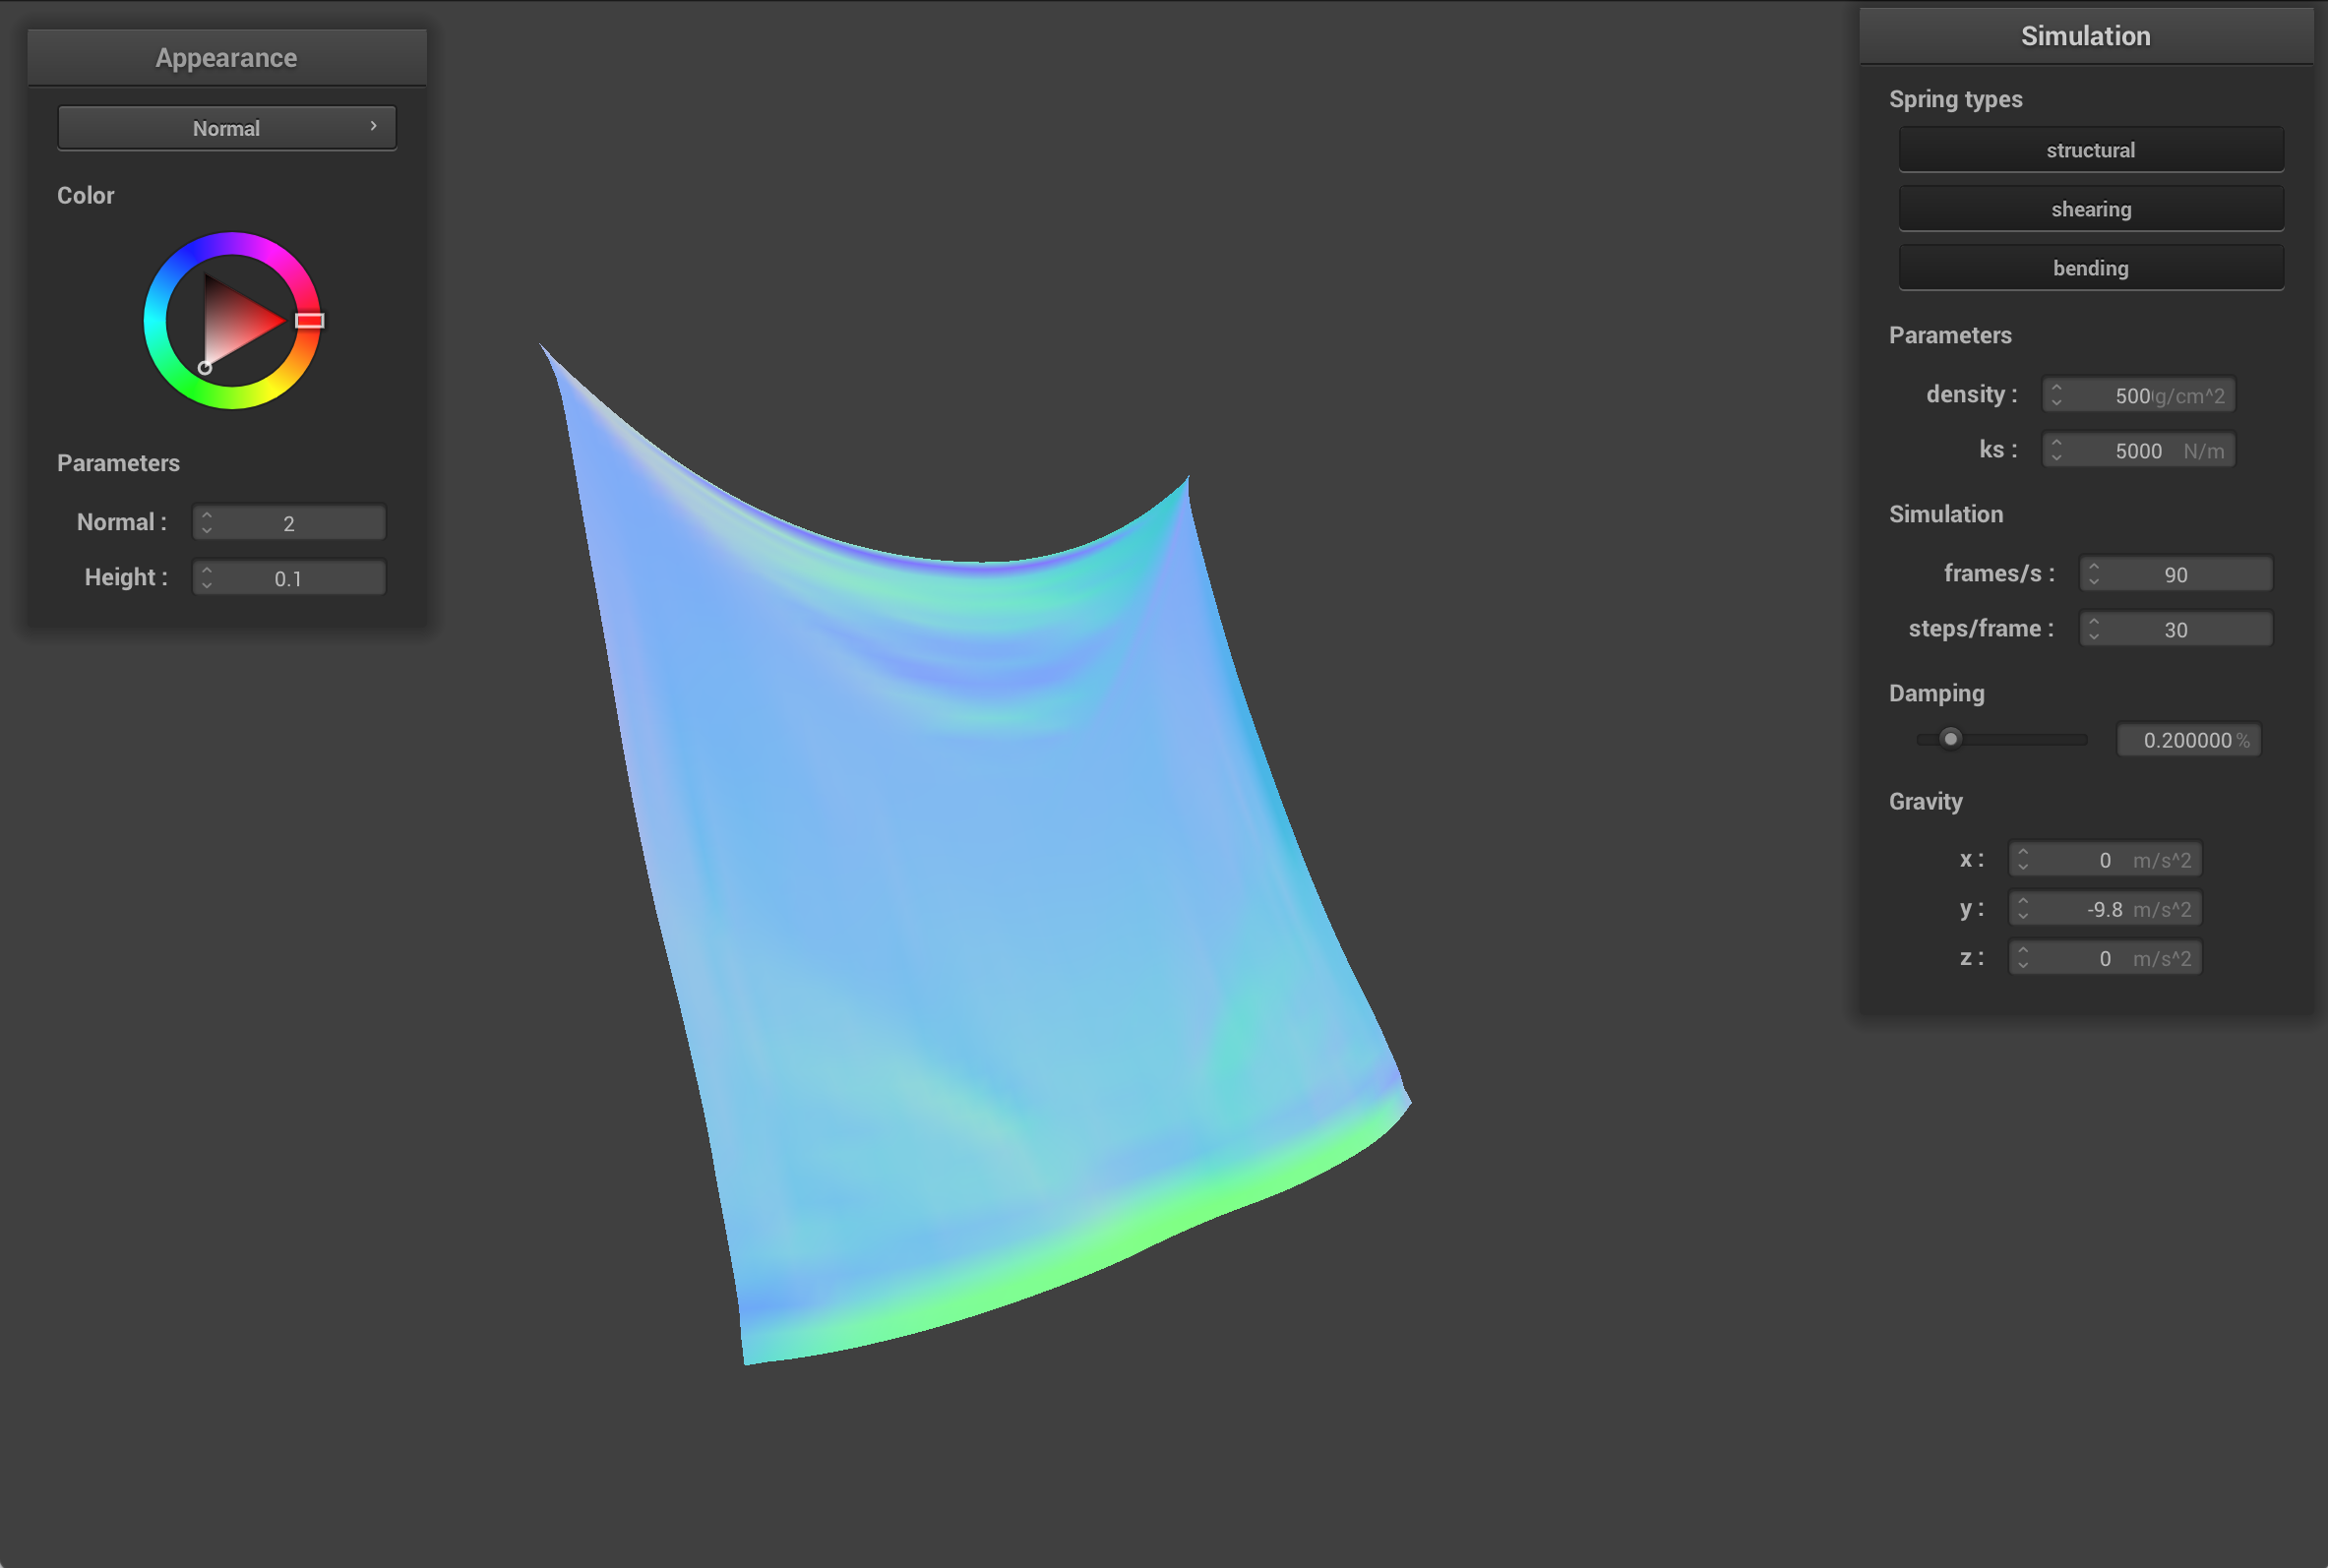 Appearance
Normal
Color
Parameters
Normal : 2
Height : 0.1
Simulation
Spring types
structural
shearing
bending
Parameters
density : 500 g/cm^2
ks : 5000 N/m
Simulation
frames/s : 90
steps/frame : 30
Damping
0.200000 %
Gravity
x : 0 m/s^2
y : -9.8 m/s^2
z : 0 m/s^2